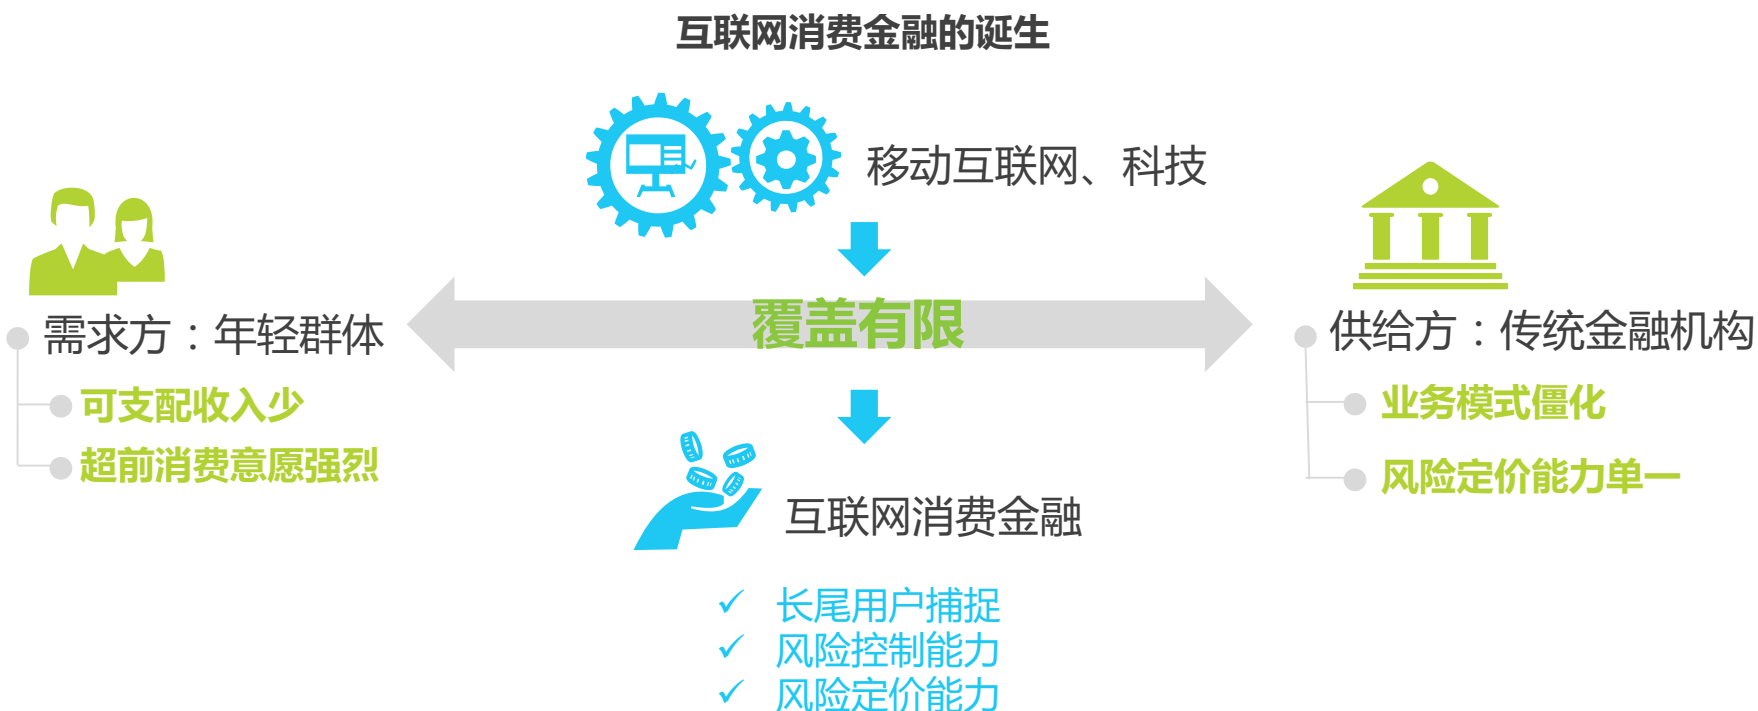 互联网消费金融的诞生
移动互联网、科技
覆盖有限
需求方：年轻群体
可支配收入少
超前消费意愿强烈
供给方：传统金融机构
业务模式僵化
风险定价能力单一
互联网消费金融
✓ 长尾用户捕捉
✓ 风险控制能力
✓ 风险定价能力